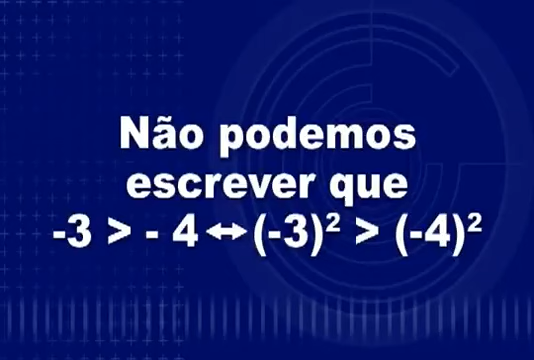 Não podemos
escrever que
-3 > - 4↔(-3)² > (-4)²